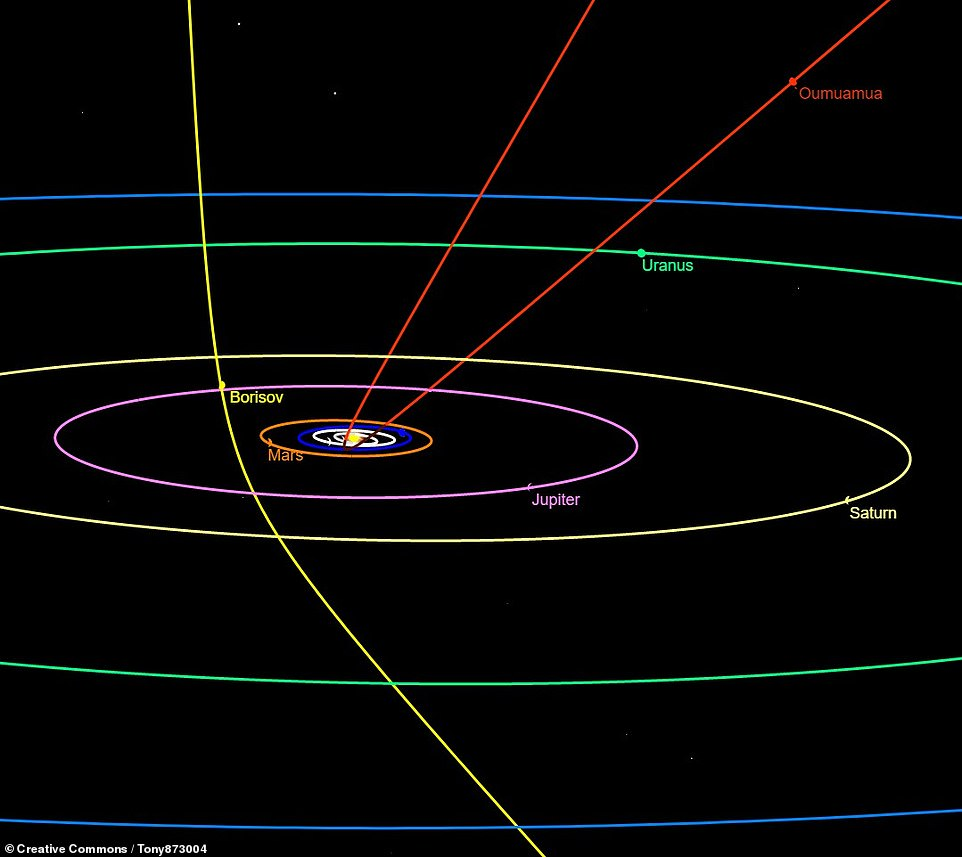 Oumuamua
Uranus
Borisov
Mars
Jupiter
Saturn
© Creative Commons / Tony873004